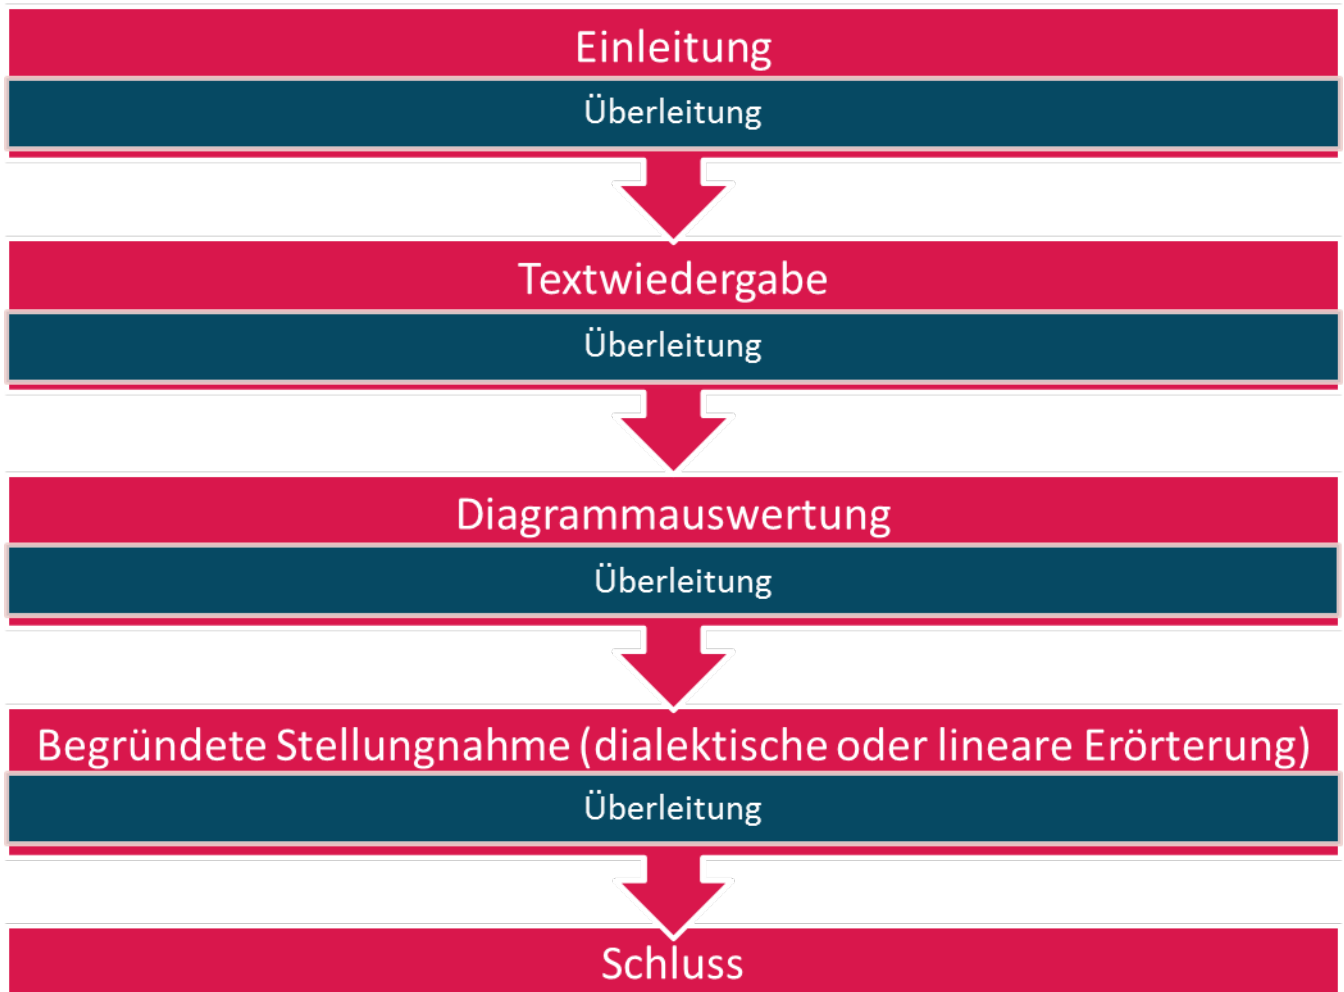 Einleitung
Überleitung
Textwiedergabe
Überleitung
Diagrammauswertung
Überleitung
Begründete Stellungnahme (dialektische oder lineare Erörterung)
Überleitung
Schluss